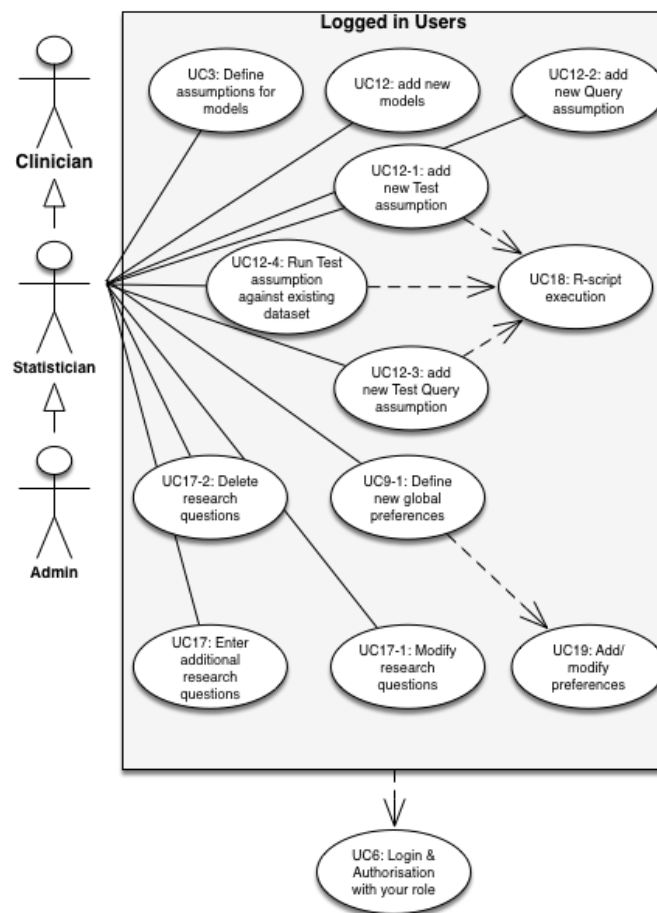 Logged in Users
UC3: Define
assumptions for
models
UC12: add new
models
UC12-2: add
new Query
assumption
Clinician
UC12-1: add
new Test
assumption
UC12-4: Run Test
assumption
against existing
dataset
UC18: R-script
execution
Statistician
UC12-3: add
new Test Query
assumption
UC17-2: Delete
research
questions
UC9-1: Define
new global
preferences
Admin
UC17: Enter
additional
research
questions
UC17-1: Modify
research
questions
UC19: Add/
modify
preferences
UC6: Login &
Authorisation
with your role